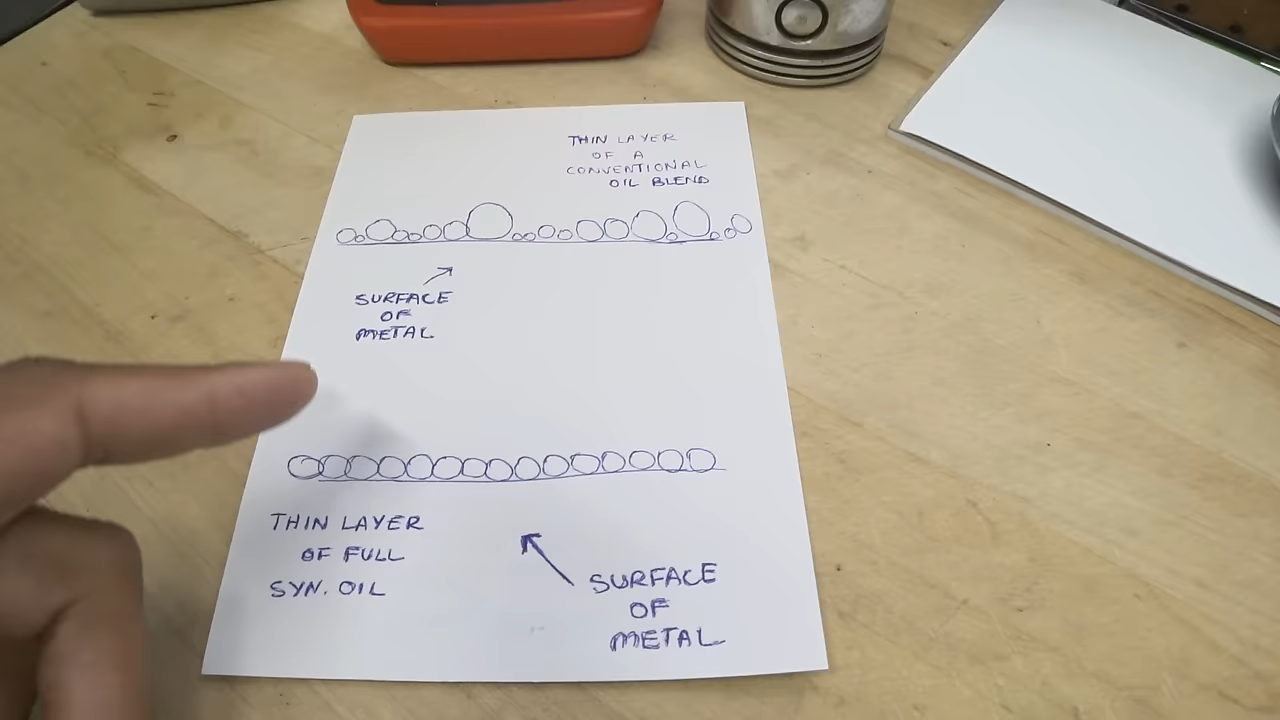 THIN LAYER
OF A
CONVENTIONAL
OIL BLEND
SURFACE
OF
METAL
THIN LAYER
OF FULL
SYN. OIL
SURFACE
OF
METAL